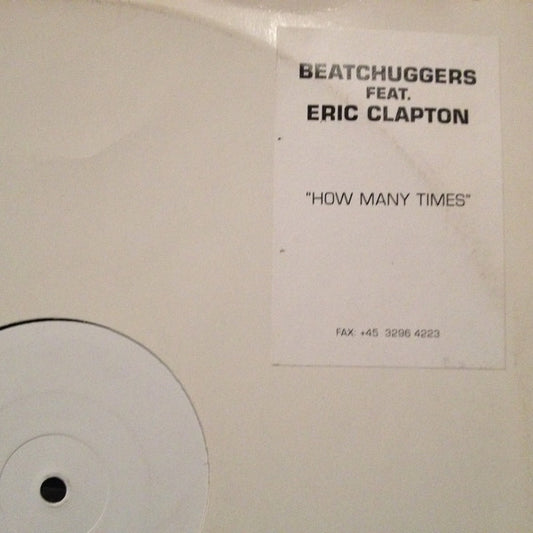 BEATCHUGGERS
FEAT.
ERIC CLAPTON
"HOW MANY TIMES"
FAX: +45 3296 4223